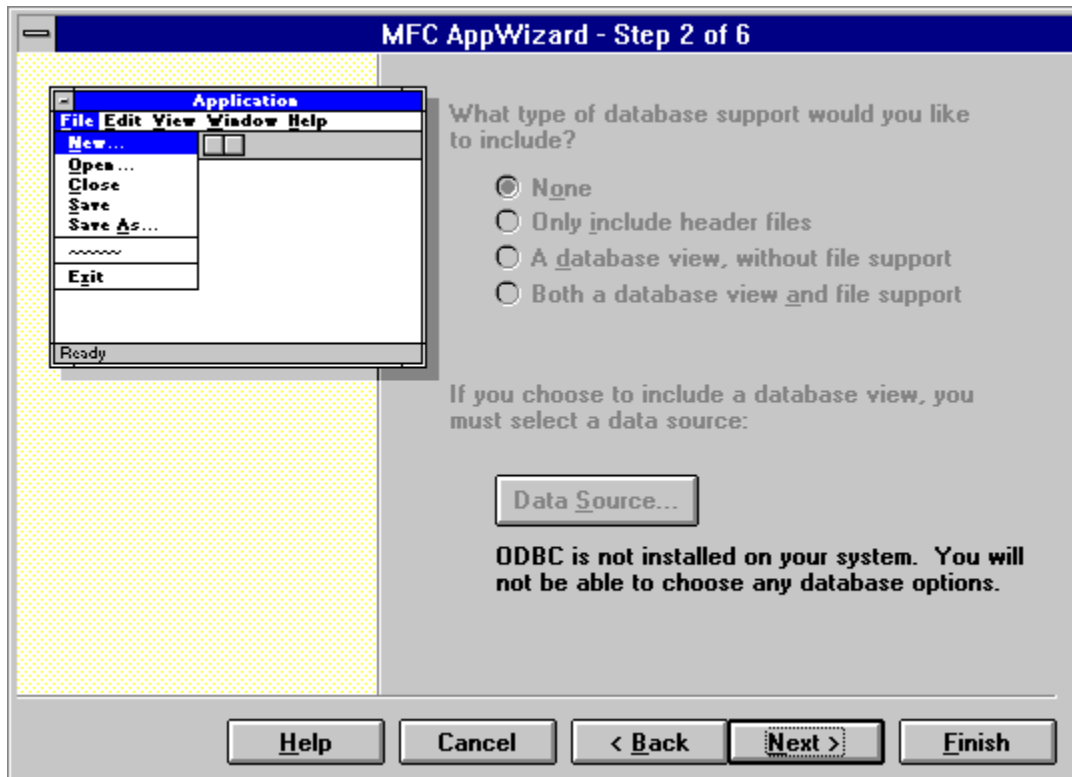 MFC AppWizard - Step 2 of 6
Application
File Edit View Window Help
New...
Open...
Close
Save
Save As...
Exit
Ready
What type of database support would you like
to include?
None
Only include header files
A database view, without file support
Both a database view and file support
If you choose to include a database view, you
must select a data source:
Data Source...
ODBC is not installed on your system.  You will
not be able to choose any database options.
Help
Cancel
< Back
Next >
Finish